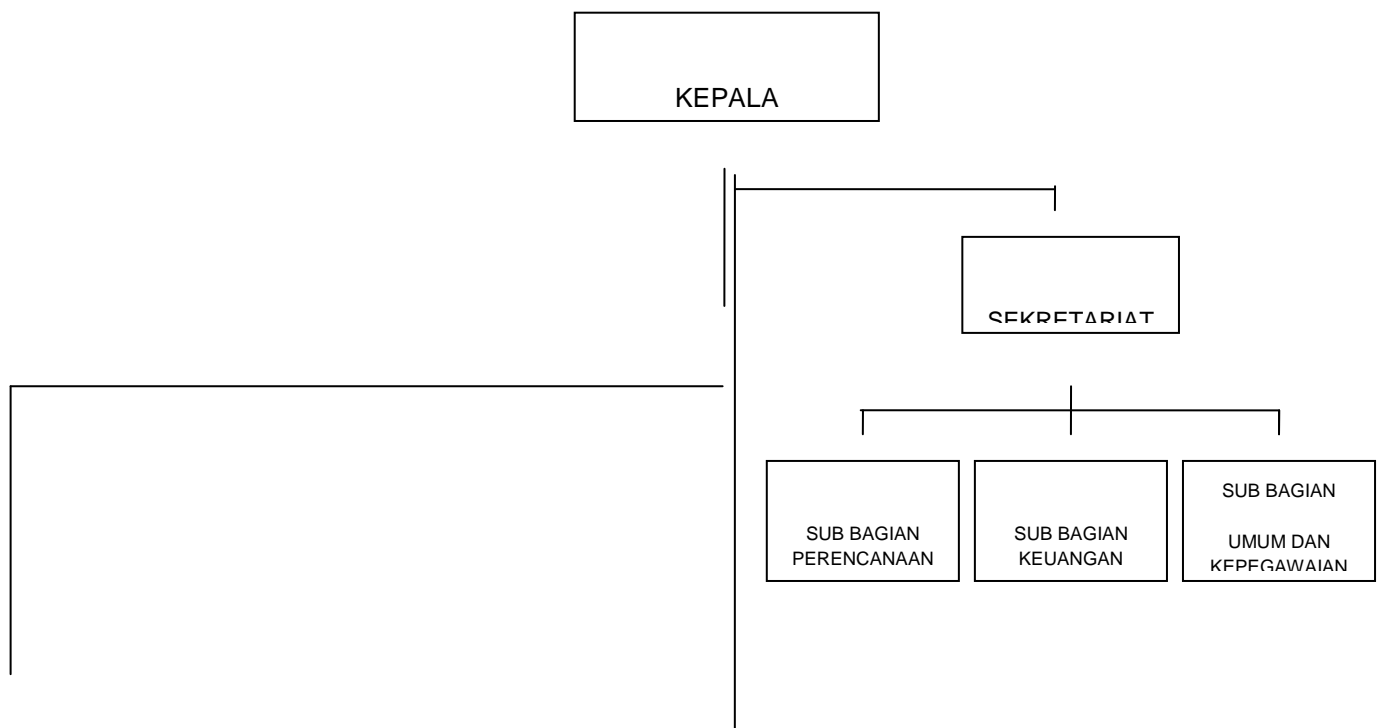 KEPALA
SEKRETARIAT
SUB BAGIAN
PERENCANAAN
SUB BAGIAN
KEUANGAN
SUB BAGIAN
UMUM DAN
KEPEGAWAIAN